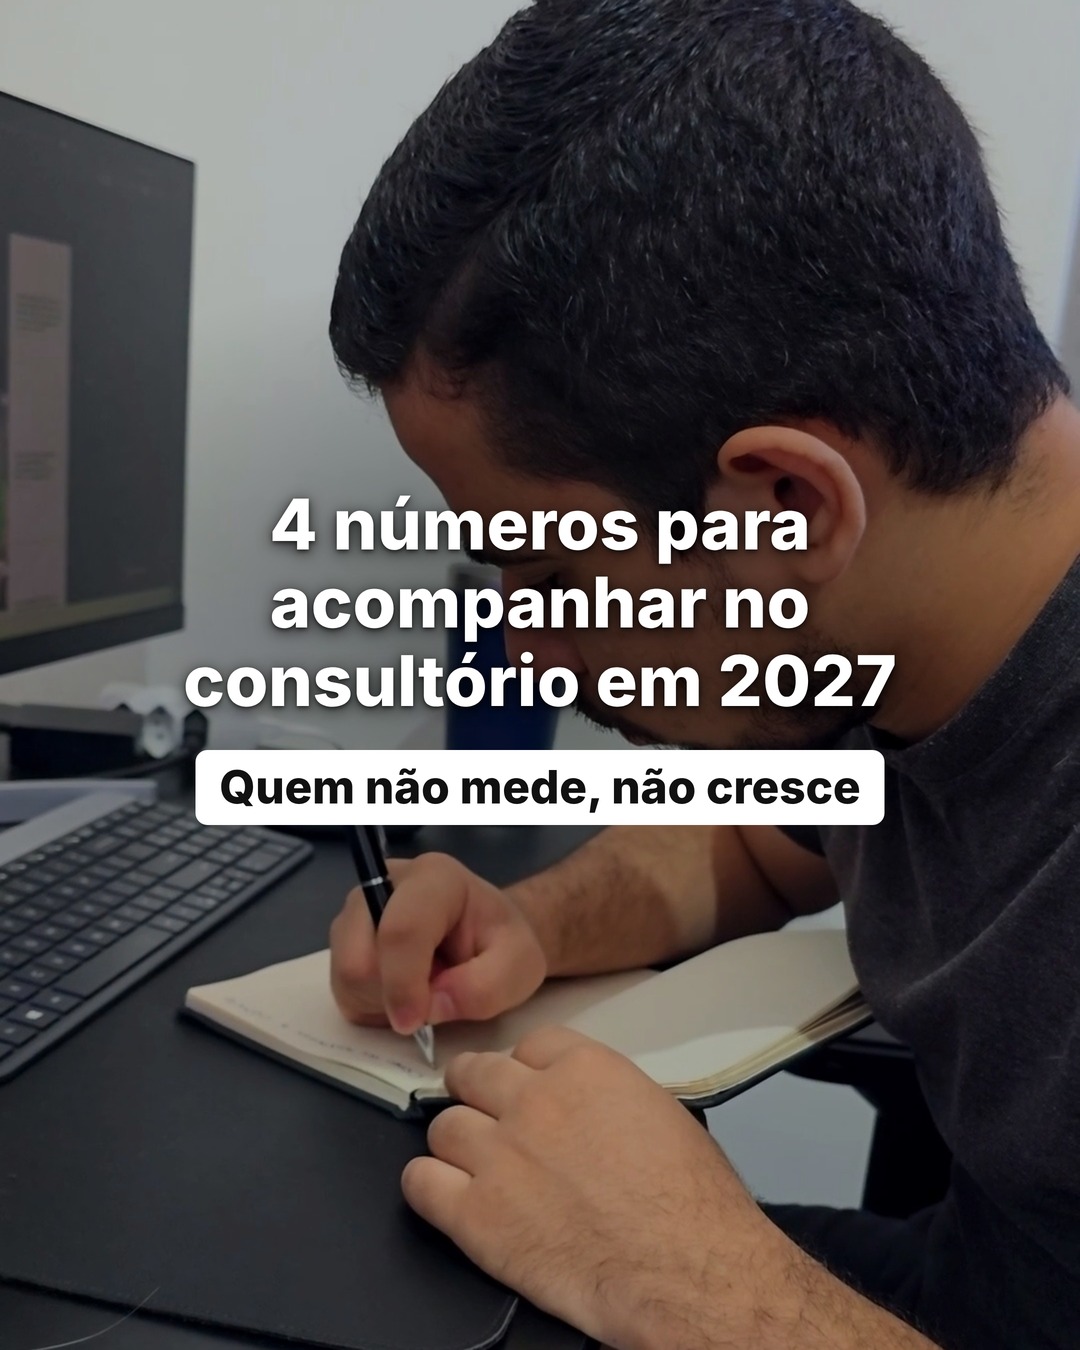 4 números para
acompanhar no
consultório em 2027
Quem não mede, não cresce